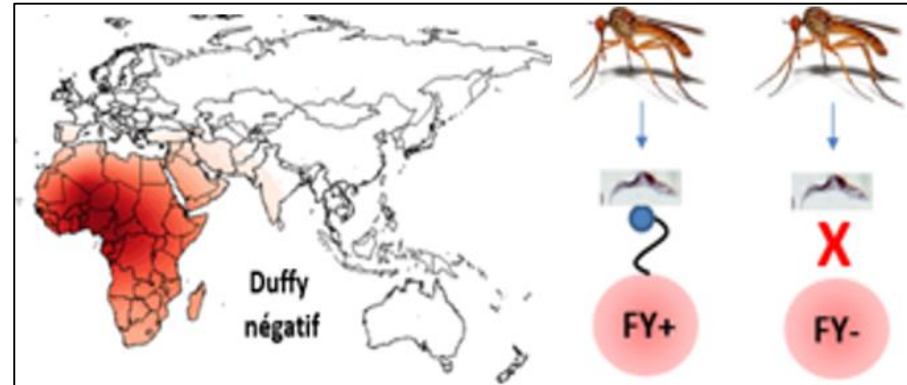 Duffy
négatif
X
FY+
FY-